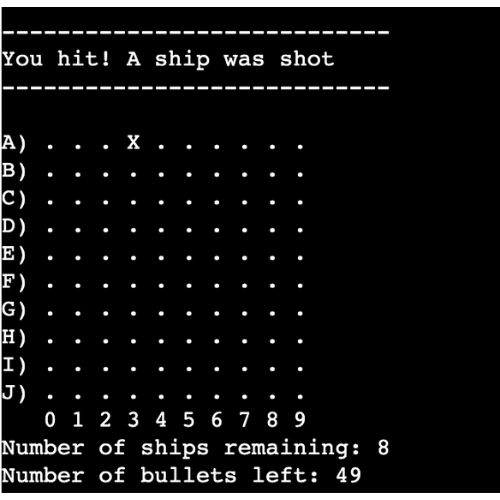 ----------------------------
You hit! A ship was shot
----------------------------
A) . . . X . . . . . .
B) . . . . . . . . . .
C) . . . . . . . . . .
D) . . . . . . . . . .
E) . . . . . . . . . .
F) . . . . . . . . . .
G) . . . . . . . . . .
H) . . . . . . . . . .
I) . . . . . . . . . .
J) . . . . . . . . . .
0 1 2 3 4 5 6 7 8 9
Number of ships remaining: 8
Number of bullets left: 49